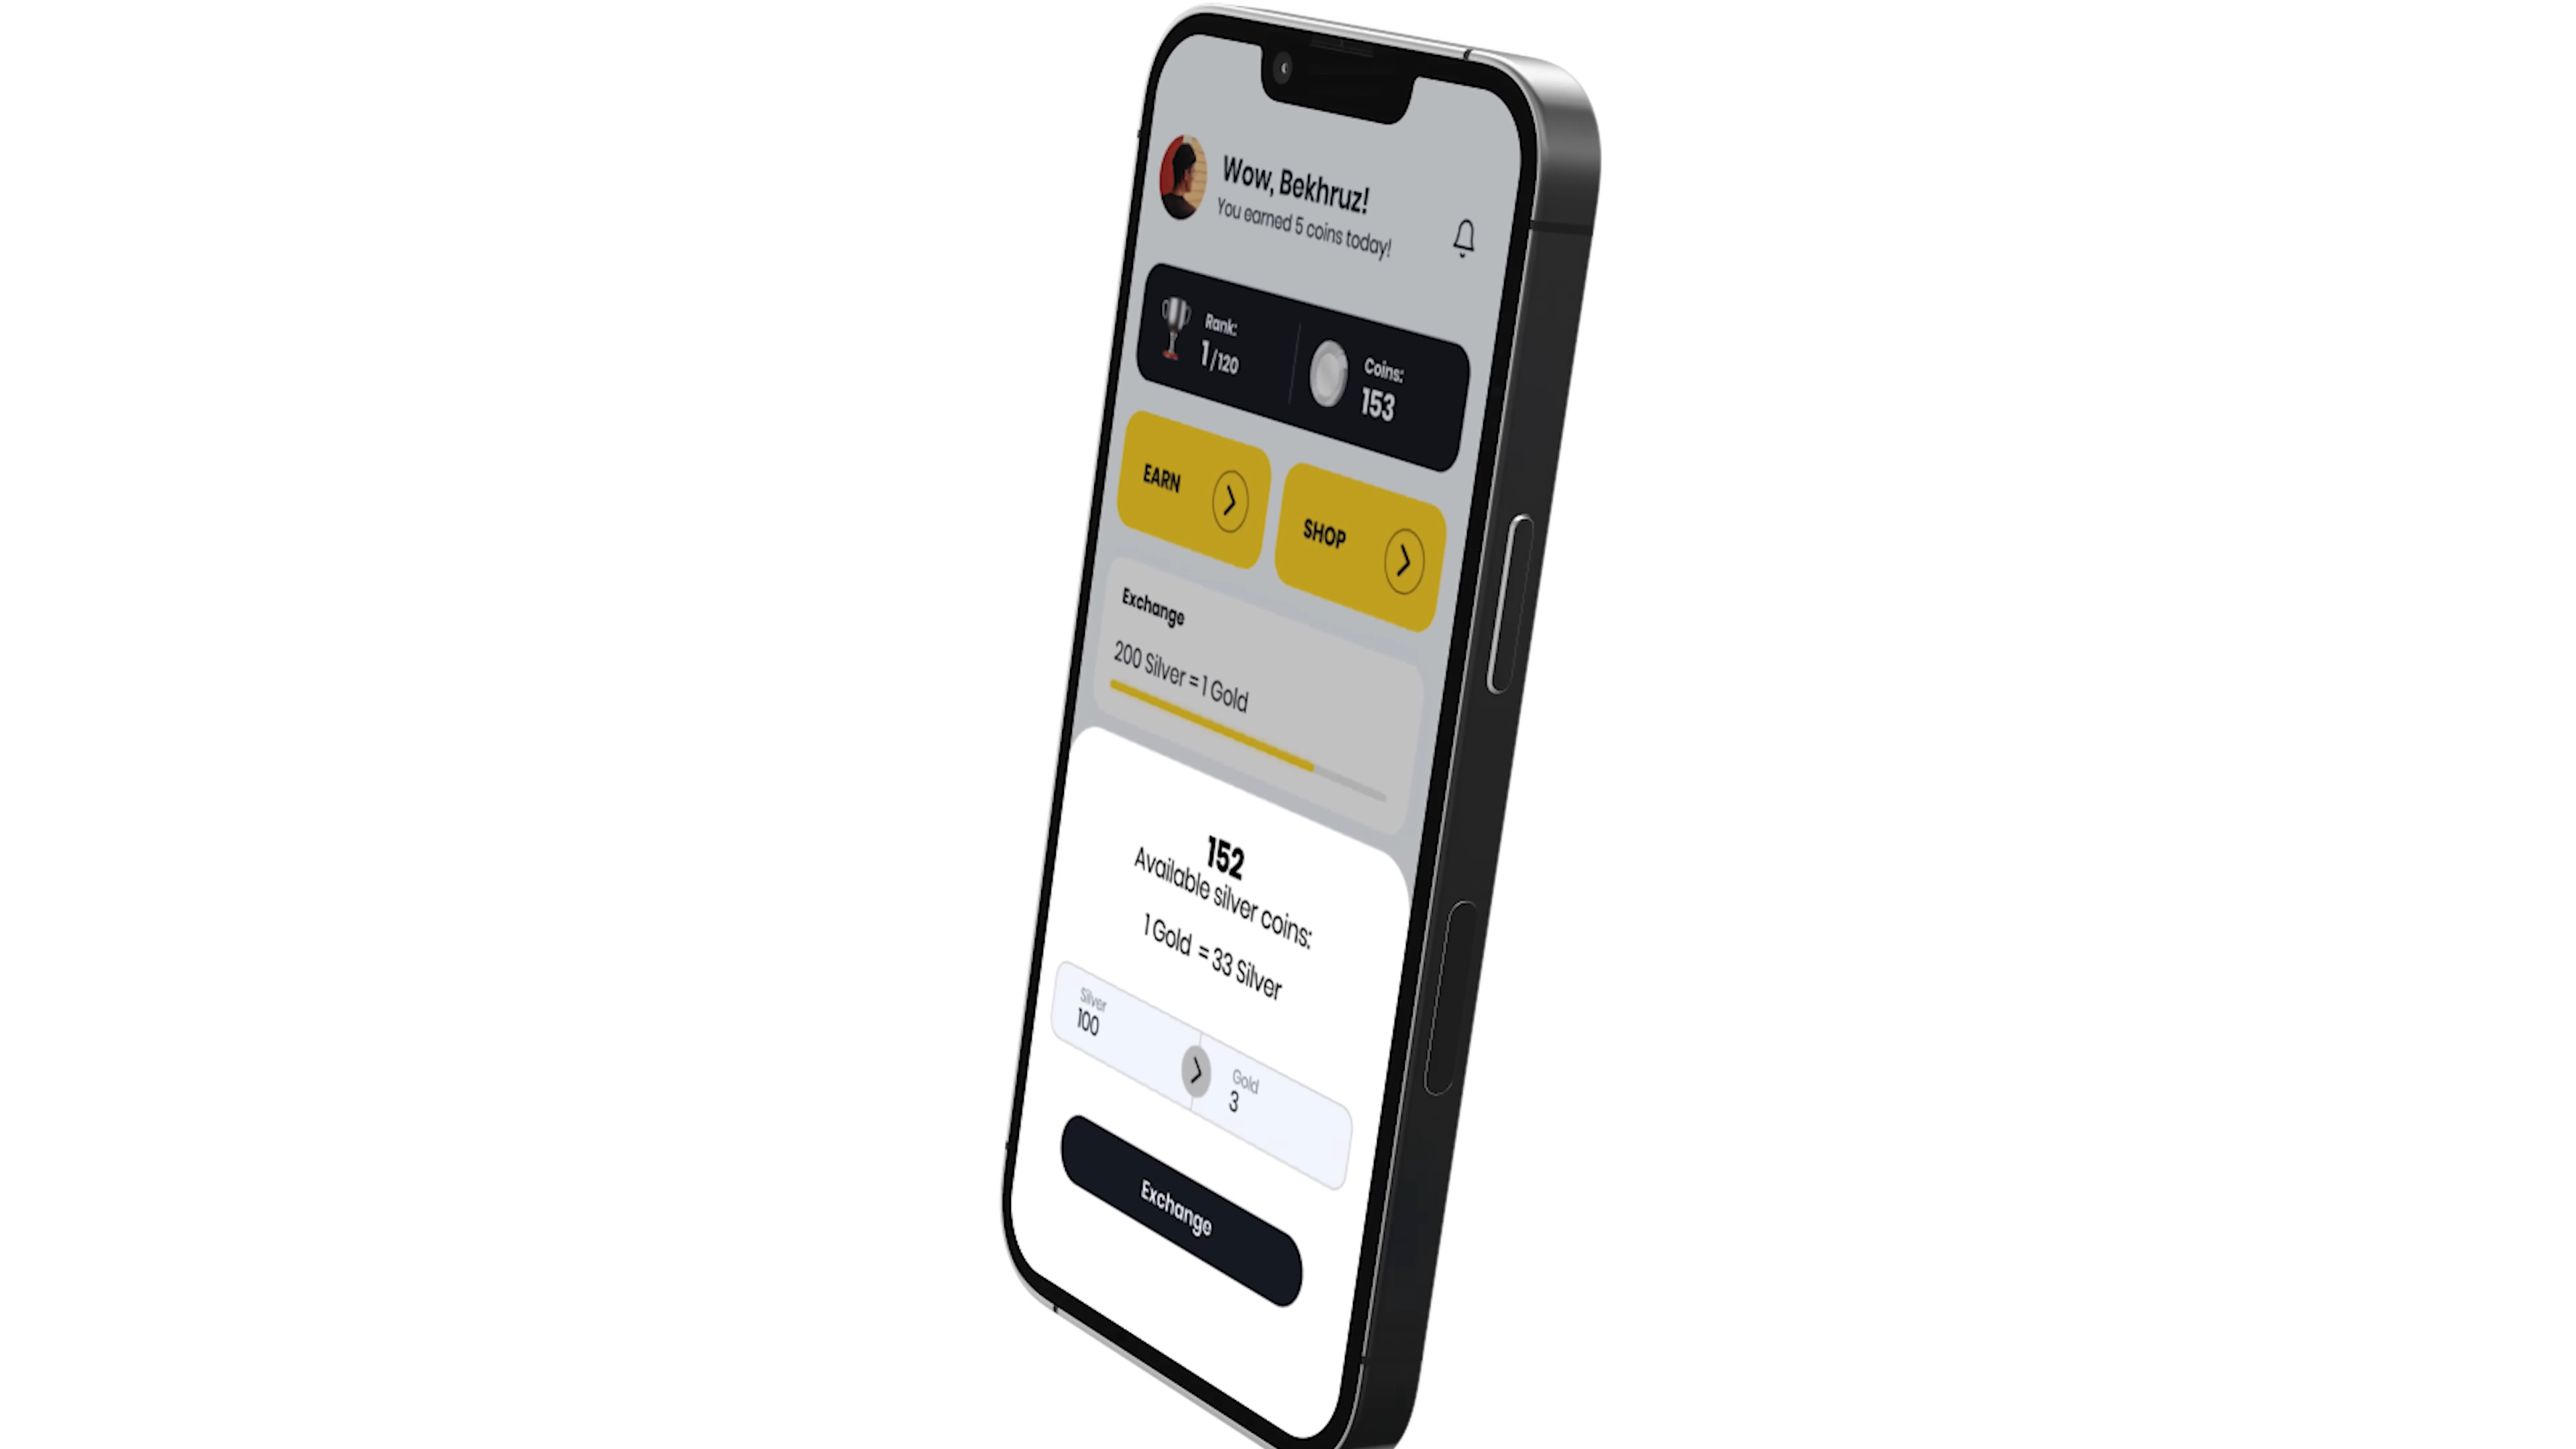 Wow, Bekhruz!
You earned 5 coins today!
Rank:
1 /120
Coins:
153
EARN
SHOP
Exchange
200 Silver = 1 Gold
152
Available silver coins:
1 Gold = 33 Silver
Silver
100
Gold
3
Exchange